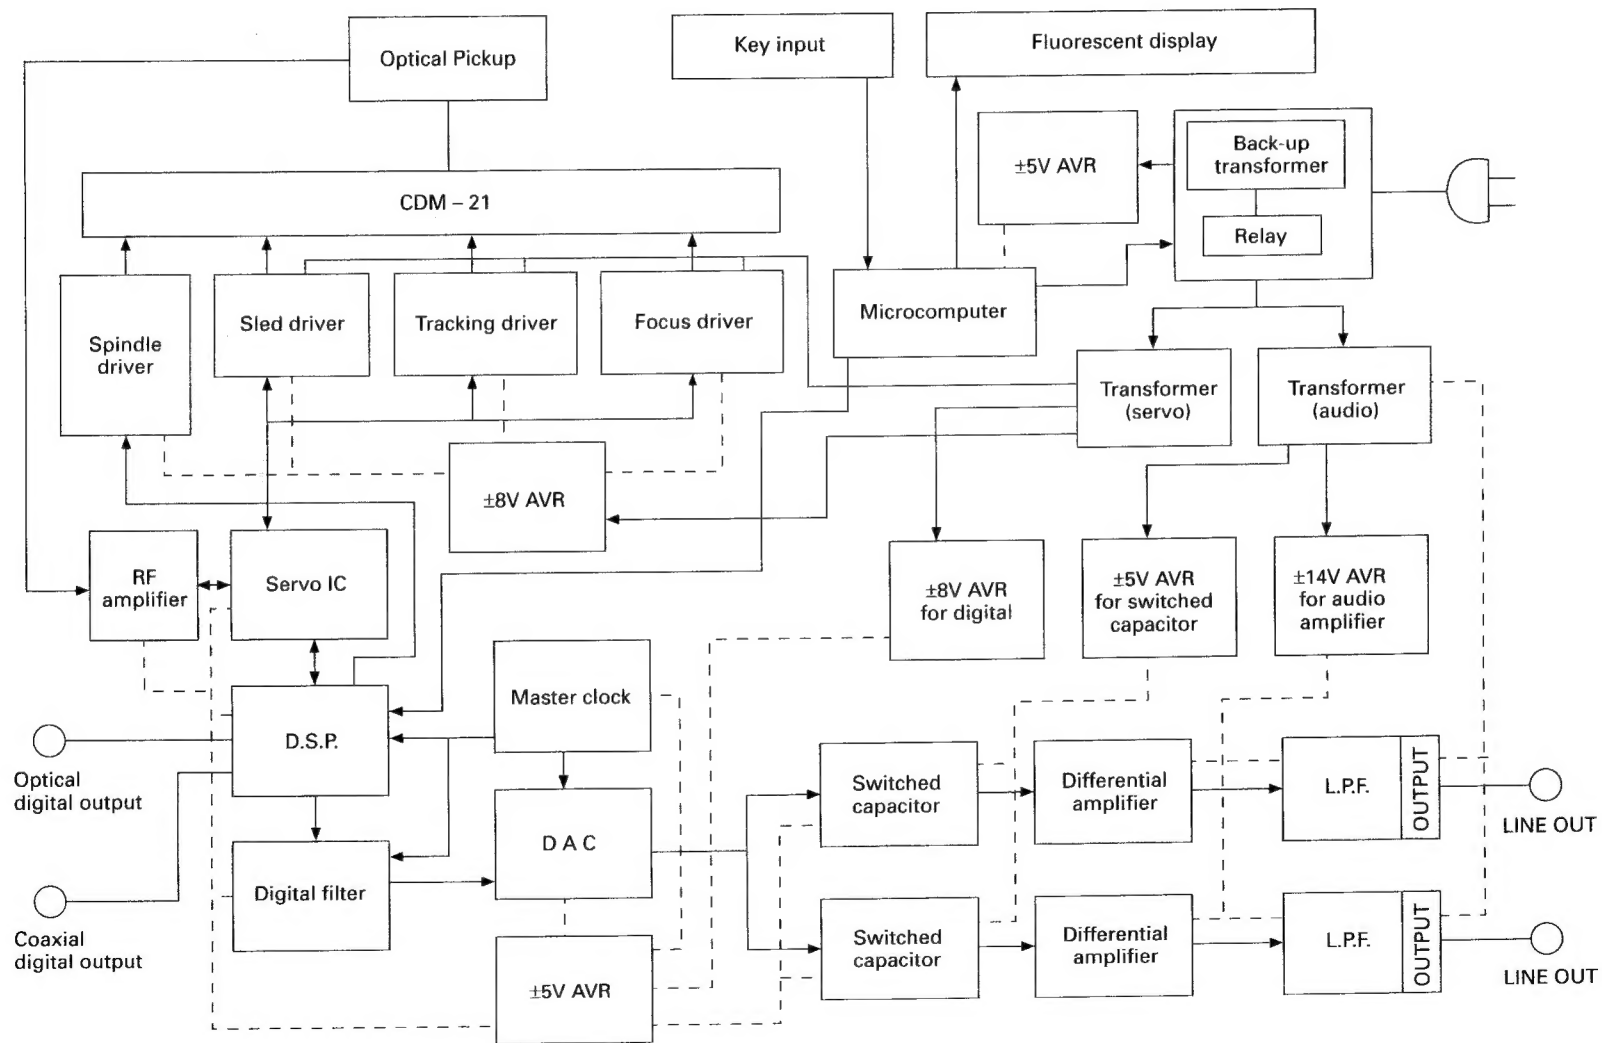 Optical Pickup
Key input
Fluorescent display
±5V AVR
Back-up
transformer
Relay
CDM – 21
Spindle
driver
Sled driver
Tracking driver
Focus driver
Microcomputer
Transformer
(servo)
Transformer
(audio)
±8V AVR
RF
amplifier
Servo IC
±8V AVR
for digital
±5V AVR
for switched
capacitor
±14V AVR
for audio
amplifier
Master clock
D.S.P.
Optical
digital output
Switched
capacitor
Differential
amplifier
L.P.F.
OUTPUT
LINE OUT
D A C
Digital filter
Coaxial
digital output
Switched
capacitor
Differential
amplifier
L.P.F.
OUTPUT
LINE OUT
±5V AVR